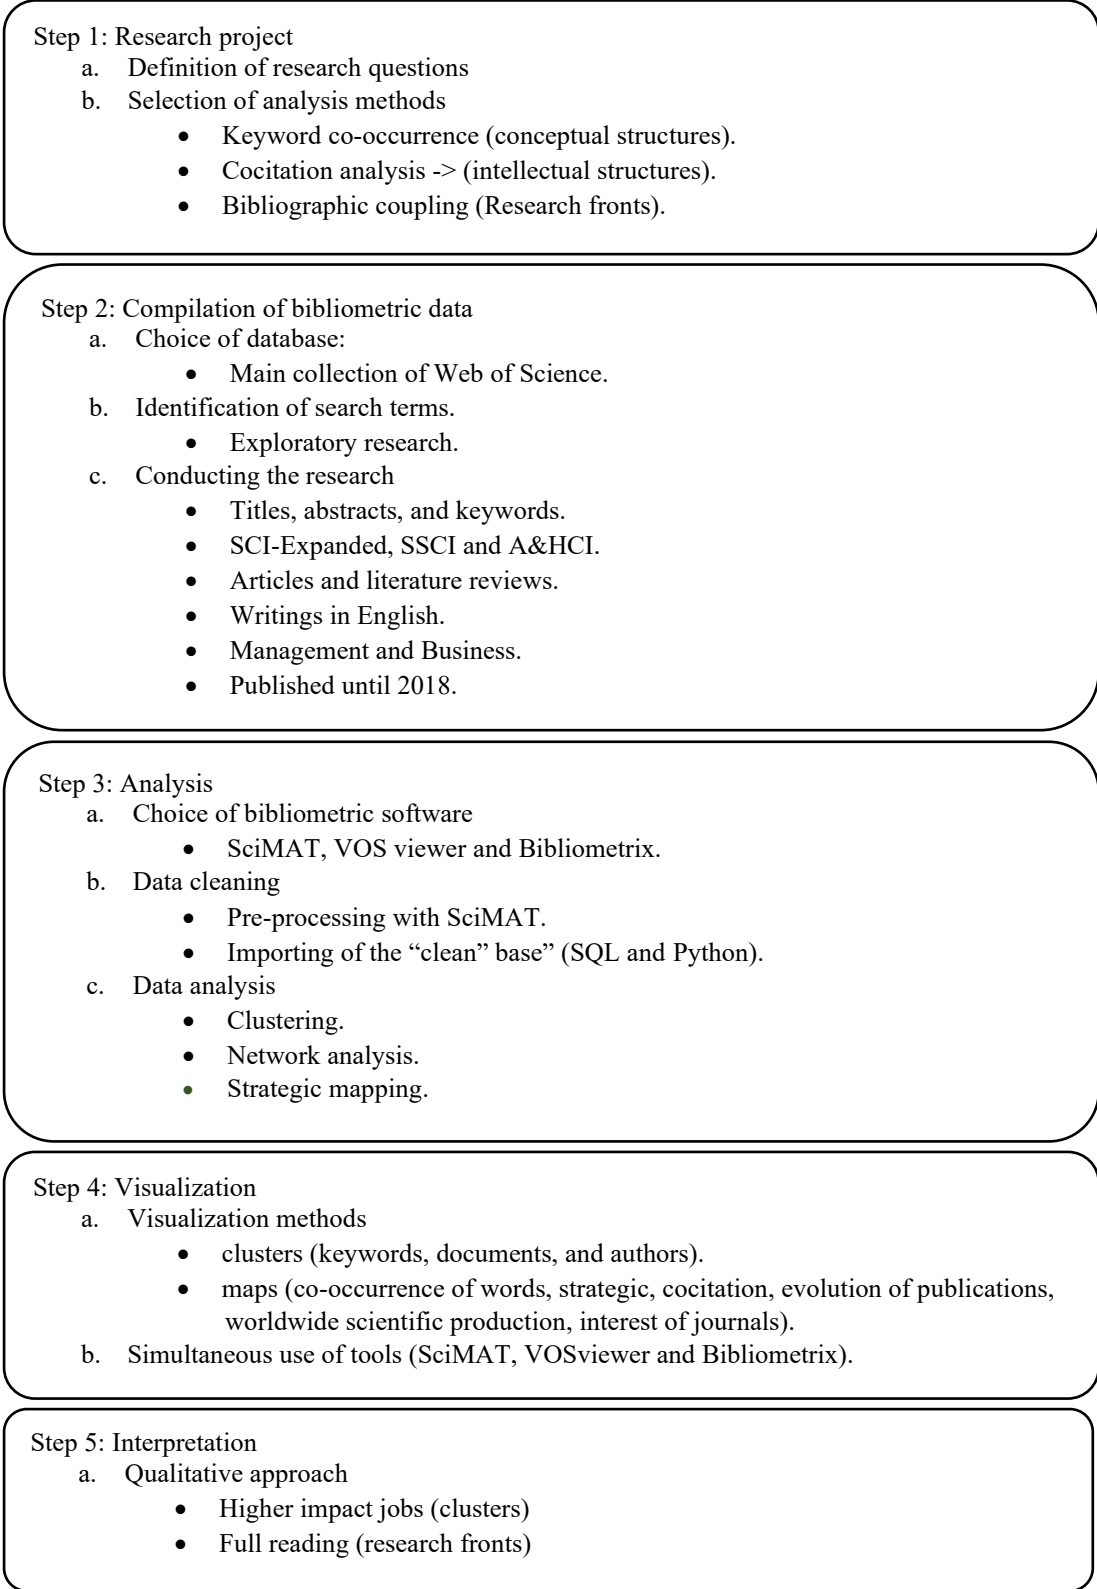 Step 1: Research project
a. Definition of research questions
b. Selection of analysis methods
• Keyword co-occurrence (conceptual structures).
• Cocitation analysis -> (intellectual structures).
• Bibliographic coupling (Research fronts).
Step 2: Compilation of bibliometric data
a. Choice of database:
• Main collection of Web of Science.
b. Identification of search terms.
• Exploratory research.
c. Conducting the research
• Titles, abstracts, and keywords.
• SCI-Expanded, SSCI and A&HCI.
• Articles and literature reviews.
• Writings in English.
• Management and Business.
• Published until 2018.
Step 3: Analysis
a. Choice of bibliometric software
• SciMAT, VOS viewer and Bibliometrix.
b. Data cleaning
• Pre-processing with SciMAT.
• Importing of the “clean” base” (SQL and Python).
c. Data analysis
• Clustering.
• Network analysis.
• Strategic mapping.
Step 4: Visualization
a. Visualization methods
• clusters (keywords, documents, and authors).
• maps (co-occurrence of words, strategic, cocitation, evolution of publications,
worldwide scientific production, interest of journals).
b. Simultaneous use of tools (SciMAT, VOSviewer and Bibliometrix).
Step 5: Interpretation
a. Qualitative approach
• Higher impact jobs (clusters)
• Full reading (research fronts)